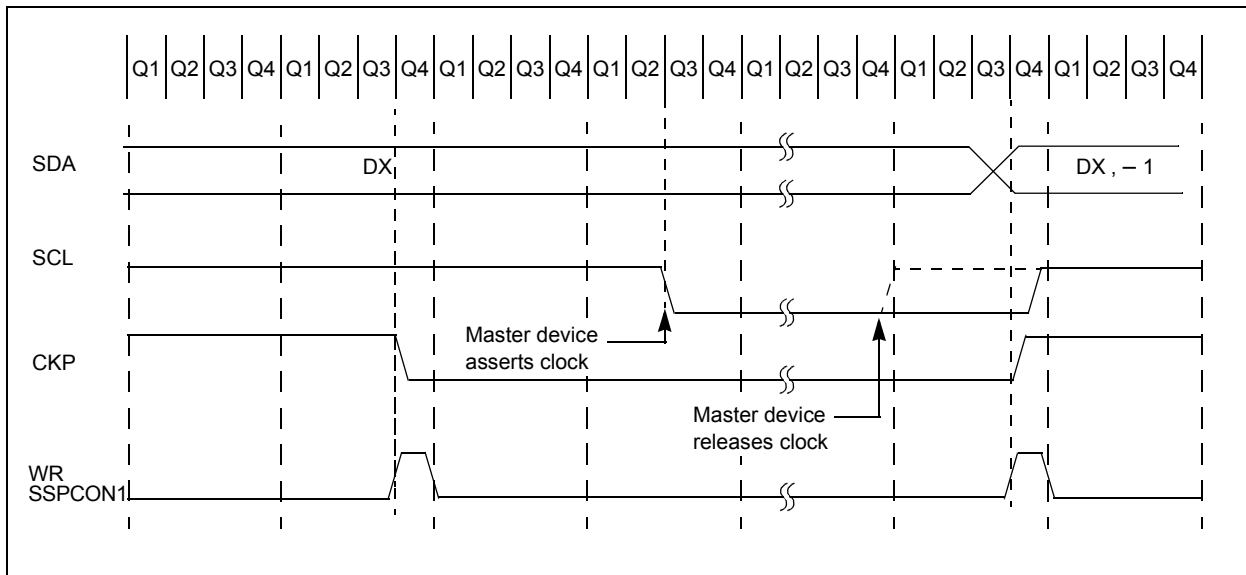 Q1 Q2 Q3 Q4 Q1 Q2 Q3 Q4 Q1 Q2 Q3 Q4 Q1 Q2 Q3 Q4 Q1 Q2 Q3 Q4 Q1 Q2 Q3 Q4 Q1 Q2 Q3 Q4
SDA
DX
DX , – 1
SCL
Master device
asserts clock
CKP
Master device
releases clock
WR
SSPCON1